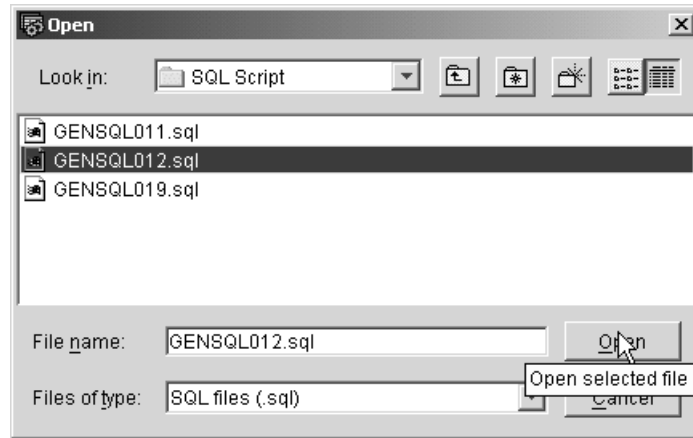 Open
Look in: SQL Script
GENSQL011.sql
GENSQL012.sql
GENSQL019.sql
File name: GENSQL012.sql Open
Open selected file
Files of type: SQL files (.sql) Cancel